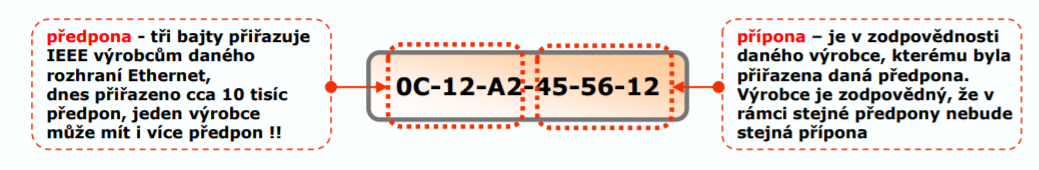 předpona - tři bajty přiřazuje
IEEE výrobcům daného
rozhraní Ethernet,
dnes přiřazeno cca 10 tisíc
předpon, jeden výrobce
může mít i více předpon !!
0C-12-A2-45-56-12
přípona – je v zodpovědnosti
daného výrobce, kterému byla
přiřazena daná předpona.
Výrobce je zodpovědný, že v
rámci stejné předpony nebude
stejná přípona